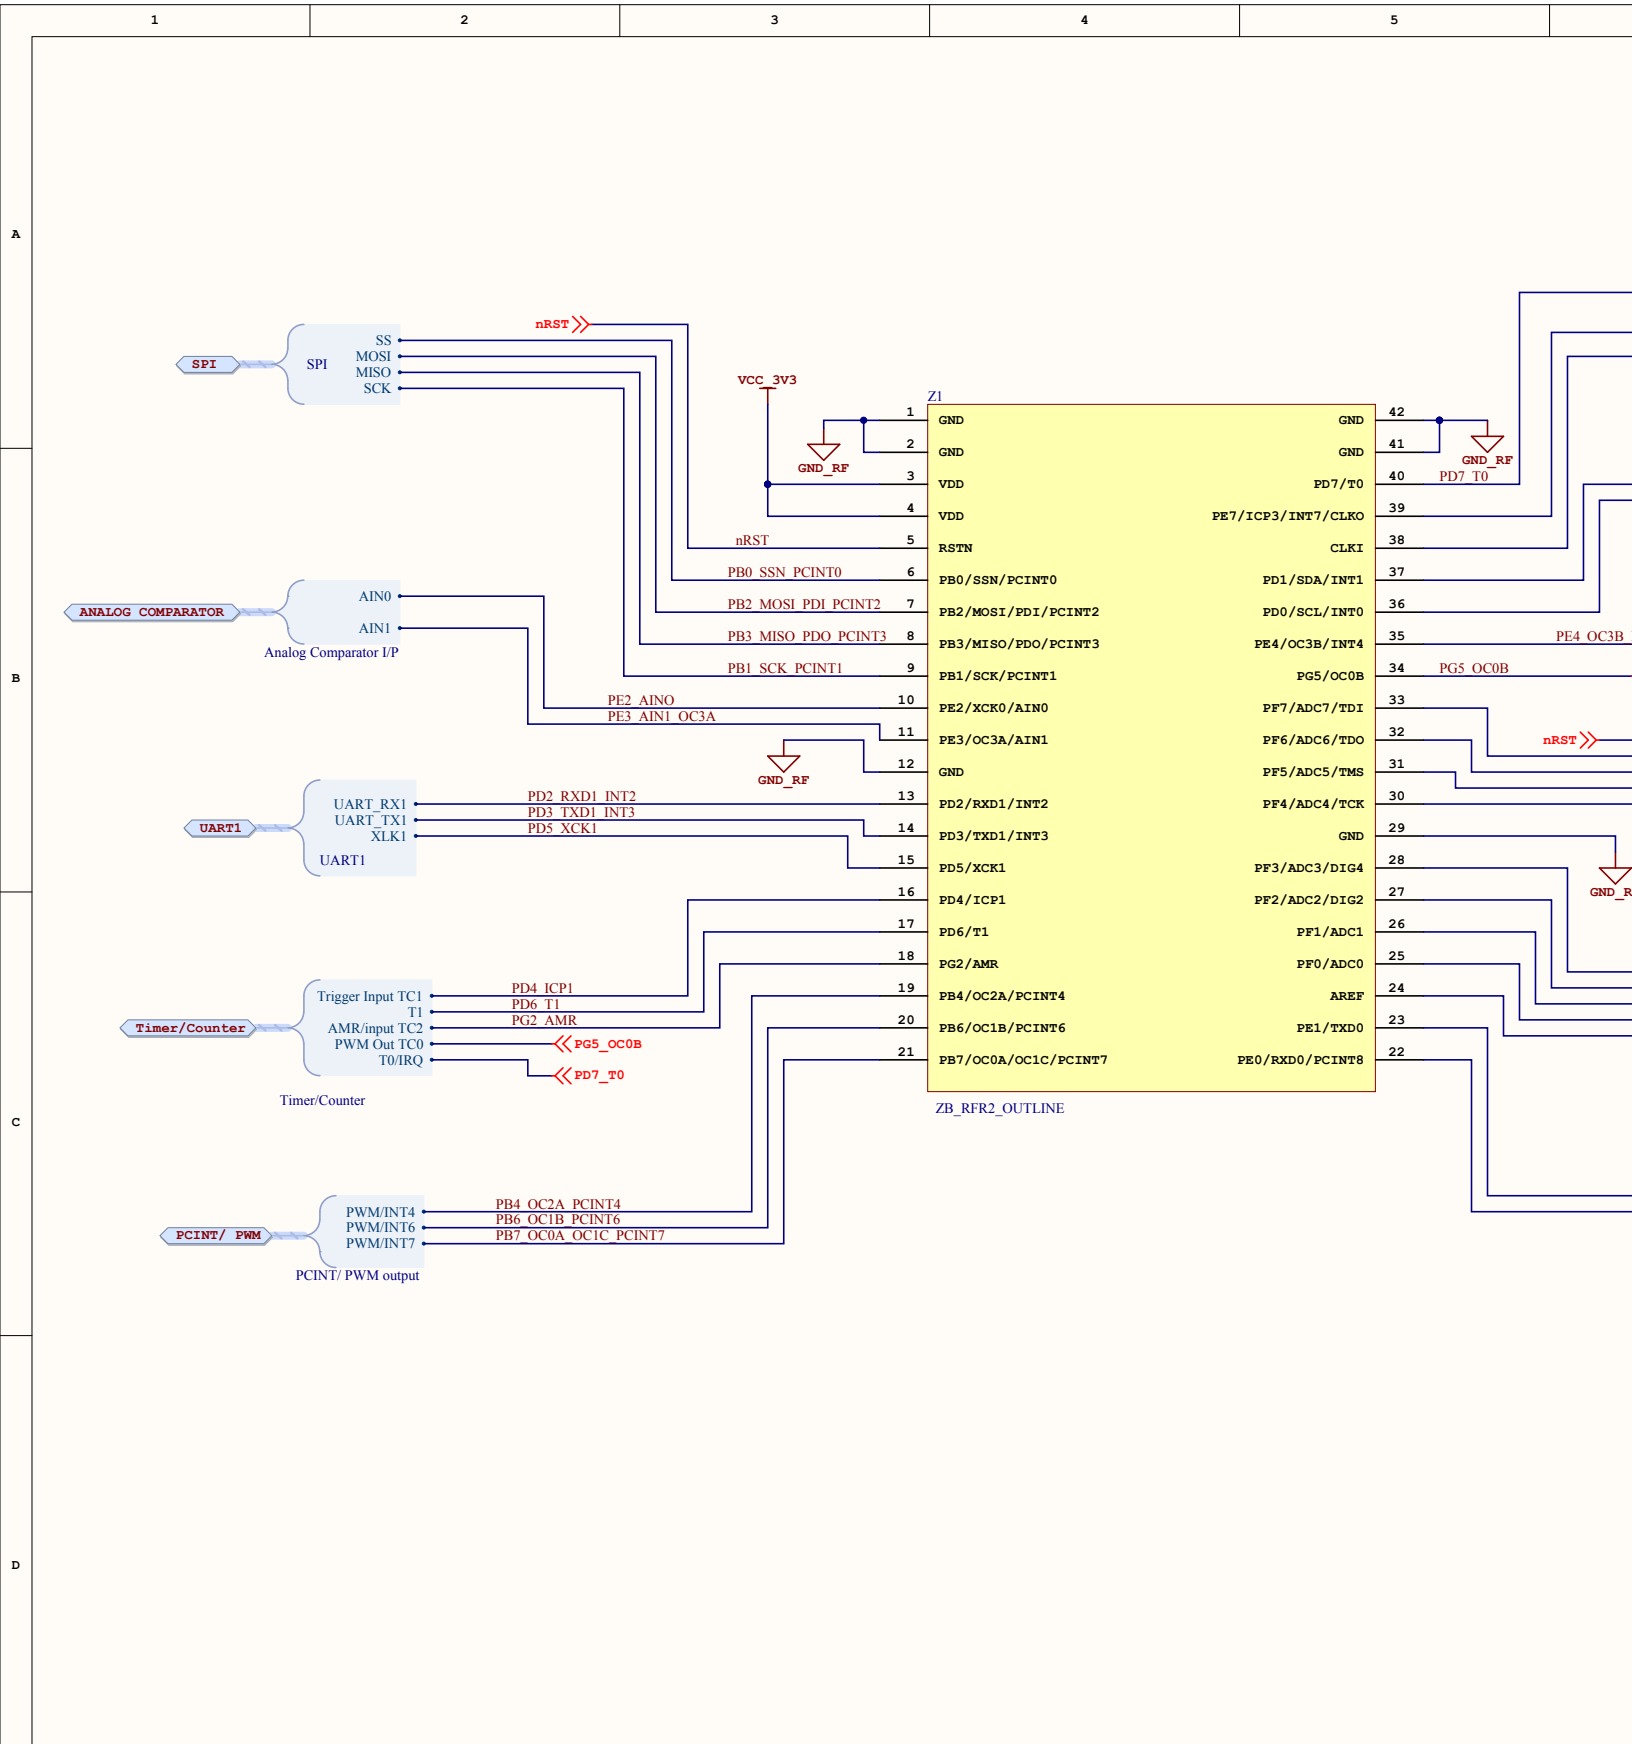 1 2 3 4 5
A
B
C
D
SPI
SPI
SS
MOSI
MISO
SCK
nRST
ANALOG COMPARATOR
AIN0
AIN1
Analog Comparator I/P
UART1
UART_RX1
UART_TX1
XLK1
UART1
Timer/Counter
Trigger Input TC1
T1
AMR/input TC2
PWM Out TC0
T0/IRQ
Timer/Counter
PG5_OC0B
PD7_T0
PCINT/ PWM
PWM/INT4
PWM/INT6
PWM/INT7
PCINT/ PWM output
VCC_3V3
GND_RF
nRST
PB0_SSN_PCINT0
PB2_MOSI_PDI_PCINT2
PB3_MISO_PDO_PCINT3
PB1_SCK_PCINT1
PE2_AINO
PE3_AIN1_OC3A
GND_RF
PD2_RXD1_INT2
PD3_TXD1_INT3
PD5_XCK1
PD4_ICP1
PD6_T1
PG2_AMR
PB4_OC2A_PCINT4
PB6_OC1B_PCINT6
PB7_OC0A_OC1C_PCINT7
Z1
1 GND
2 GND
3 VDD
4 VDD
5 RSTN
6 PB0/SSN/PCINT0
7 PB2/MOSI/PDI/PCINT2
8 PB3/MISO/PDO/PCINT3
9 PB1/SCK/PCINT1
10 PE2/XCK0/AIN0
11 PE3/OC3A/AIN1
12 GND
13 PD2/RXD1/INT2
14 PD3/TXD1/INT3
15 PD5/XCK1
16 PD4/ICP1
17 PD6/T1
18 PG2/AMR
19 PB4/OC2A/PCINT4
20 PB6/OC1B/PCINT6
21 PB7/OC0A/OC1C/PCINT7
GND 42
GND 41
PD7/T0 40
PE7/ICP3/INT7/CLKO 39
CLKI 38
PD1/SDA/INT1 37
PD0/SCL/INT0 36
PE4/OC3B/INT4 35
PG5/OC0B 34
PF7/ADC7/TDI 33
PF6/ADC6/TDO 32
PF5/ADC5/TMS 31
PF4/ADC4/TCK 30
GND 29
PF3/ADC3/DIG4 28
PF2/ADC2/DIG2 27
PF1/ADC1 26
PF0/ADC0 25
AREF 24
PE1/TXD0 23
PE0/RXD0/PCINT8 22
ZB_RFR2_OUTLINE
GND_RF
PD7_T0
PE4_OC3B
PG5_OC0B
nRST
GND_R